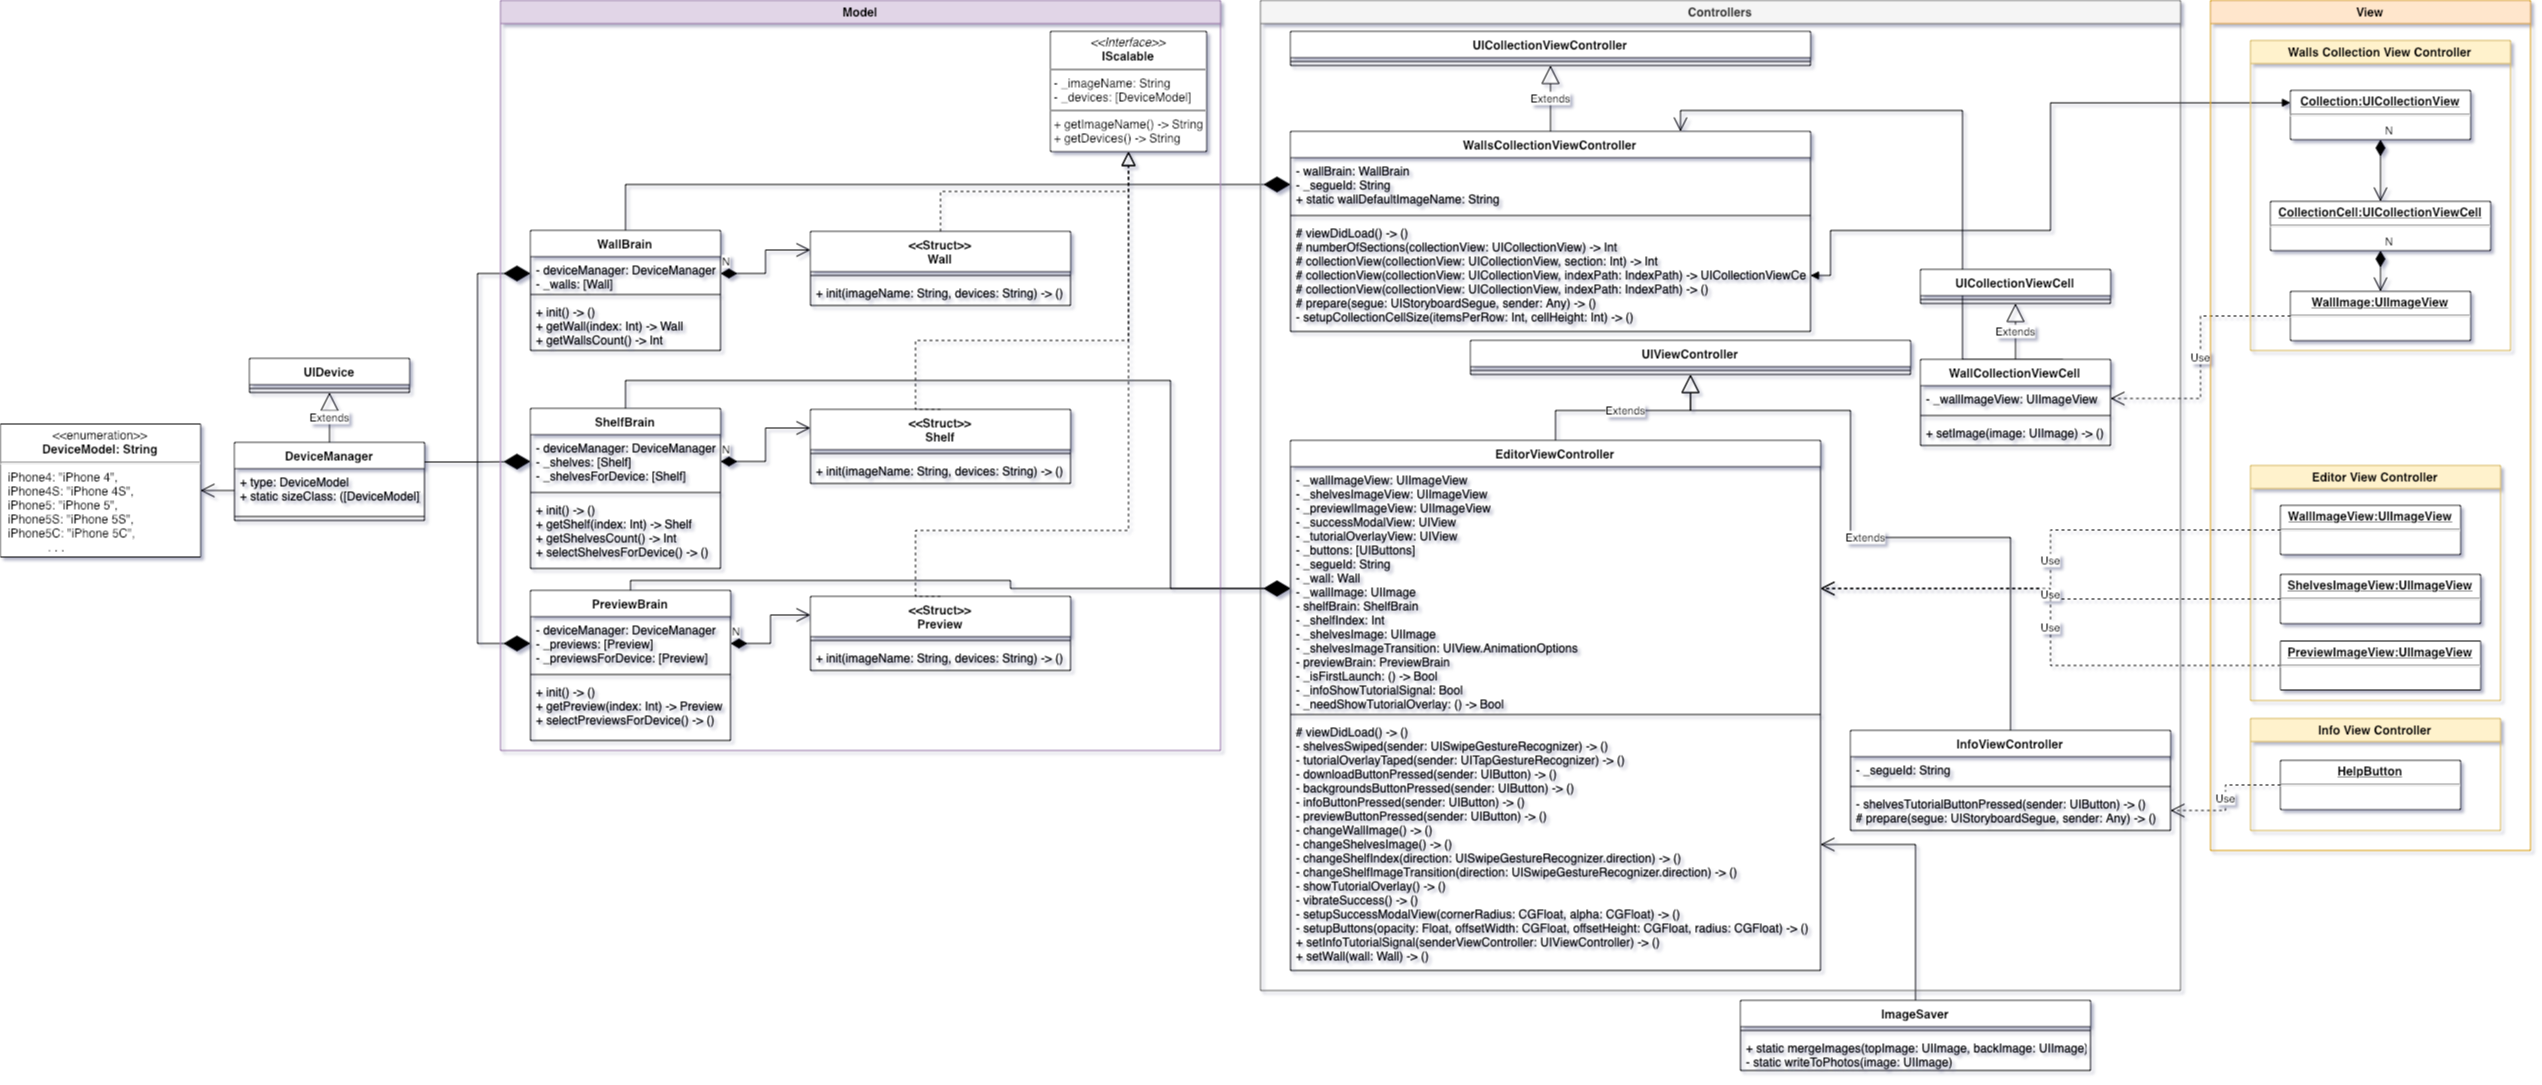 Model
<<Interface>>
IScalable
- _imageName: String
- _devices: [DeviceModel]
+ getImageName() -> String
+ getDevices() -> String
WallBrain
- deviceManager: DeviceManager
- _walls: [Wall]
+ init() -> ()
+ getWall(index: Int) -> Wall
+ getWallsCount() -> Int
N
<<Struct>>
Wall
+ init(imageName: String, devices: String) -> ()
UIDevice
Extends
DeviceManager
+ type: DeviceModel
+ static sizeClass: ([DeviceModel]
<<enumeration>>
DeviceModel: String
iPhone4: "iPhone 4",
iPhone4S: "iPhone 4S",
iPhone5: "iPhone 5",
iPhone5S: "iPhone 5S",
iPhone5C: "iPhone 5C",
. . .
ShelfBrain
- deviceManager: DeviceManager
- _shelves: [Shelf]
- _shelvesForDevice: [Shelf]
+ init() -> ()
+ getShelf(index: Int) -> Shelf
+ getShelvesCount() -> Int
+ selectShelvesForDevice() -> ()
N
<<Struct>>
Shelf
+ init(imageName: String, devices: String) -> ()
PreviewBrain
- deviceManager: DeviceManager
- _previews: [Preview]
- _previewsForDevice: [Preview]
+ init() -> ()
+ getPreview(index: Int) -> Preview
+ selectPreviewsForDevice() -> ()
N
<<Struct>>
Preview
+ init(imageName: String, devices: String) -> ()
Controllers
UICollectionViewController
Extends
WallsCollectionViewController
- wallBrain: WallBrain
- _segueId: String
+ static wallDefaultImageName: String
# viewDidLoad() -> ()
# numberOfSections(collectionView: UICollectionView) -> Int
# collectionView(collectionView: UICollectionView, section: Int) -> Int
# collectionView(collectionView: UICollectionView, indexPath: IndexPath) -> UICollectionViewCe
# collectionView(collectionView: UICollectionView, indexPath: IndexPath) -> ()
# prepare(segue: UIStoryboardSegue, sender: Any) -> ()
- setupCollectionCellSize(itemsPerRow: Int, cellHeight: Int) -> ()
UICollectionViewCell
Extends
WallCollectionViewCell
- _wallImageView: UIImageView
+ setImage(image: UIImage) -> ()
UIViewController
Extends
Extends
EditorViewController
- _wallImageView: UIImageView
- _shelvesImageView: UIImageView
- _previewIImageView: UIImageView
- _successModalView: UIView
- _tutorialOverlayView: UIView
- _buttons: [UIButtons]
- _segueId: String
- _wall: Wall
- _wallImage: UIImage
- shelfBrain: ShelfBrain
- _shelfIndex: Int
- _shelvesImage: UIImage
- _shelvesImageTransition: UIView.AnimationOptions
- previewBrain: PreviewBrain
- _isFirstLaunch: () -> Bool
- _infoShowTutorialSignal: Bool
- _needShowTutorialOverlay: () -> Bool
# viewDidLoad() -> ()
- shelvesSwiped(sender: UISwipeGestureRecognizer) -> ()
- tutorialOverlayTaped(sender: UITapGestureRecognizer) -> ()
- downloadButtonPressed(sender: UIButton) -> ()
- backgroundsButtonPressed(sender: UIButton) -> ()
- infoButtonPressed(sender: UIButton) -> ()
- previewButtonPressed(sender: UIButton) -> ()
- changeWallImage() -> ()
- changeShelvesImage() -> ()
- changeShelfIndex(direction: UISwipeGestureRecognizer.direction) -> ()
- changeShelfImageTransition(direction: UISwipeGestureRecognizer.direction) -> ()
- showTutorialOverlay() -> ()
- vibrateSuccess() -> ()
- setupSuccessModalView(cornerRadius: CGFloat, alpha: CGFloat) -> ()
- setupButtons(opacity: Float, offsetWidth: CGFloat, offsetHeight: CGFloat, radius: CGFloat) -> ()
+ setInfoTutorialSignal(senderViewController: UIViewController) -> ()
+ setWall(wall: Wall) -> ()
InfoViewController
- _segueId: String
- shelvesTutorialButtonPressed(sender: UIButton) -> ()
# prepare(segue: UIStoryboardSegue, sender: Any) -> ()
ImageSaver
+ static mergeImages(topImage: UIImage, backImage: UIImage)
- static writeToPhotos(image: UIImage)
View
Walls Collection View Controller
Collection:UICollectionView
N
CollectionCell:UICollectionViewCell
N
WallImage:UIImageView
Use
Editor View Controller
WallImageView:UIImageView
Use
ShelvesImageView:UIImageView
Use
Use
PreviewImageView:UIImageView
Info View Controller
HelpButton
Use